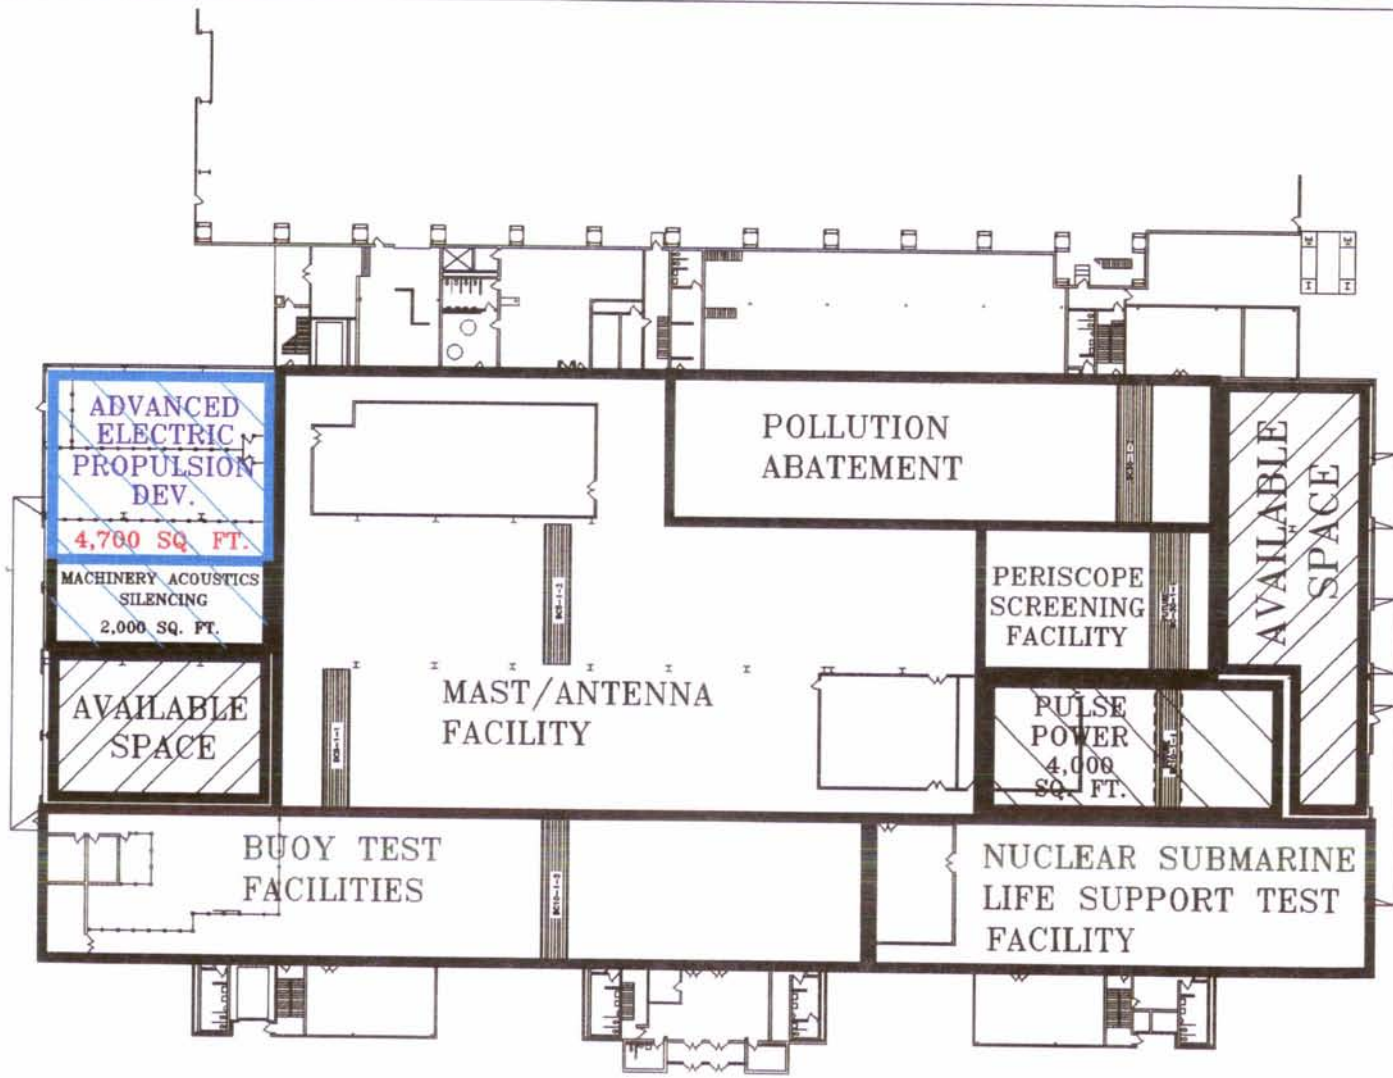 ADVANCED
ELECTRIC
PROPULSION
DEV.
4,700 SQ FT.
MACHINERY ACOUSTICS
SILENCING
2,000 SQ. FT.
AVAILABLE
SPACE
POLLUTION
ABATEMENT
PERISCOPE
SCREENING
FACILITY
AVAILABLE
SPACE
MAST/ANTENNA
FACILITY
PULSE
POWER
4,000
SQ. FT.
BUOY TEST
FACILITIES
NUCLEAR SUBMARINE
LIFE SUPPORT TEST
FACILITY